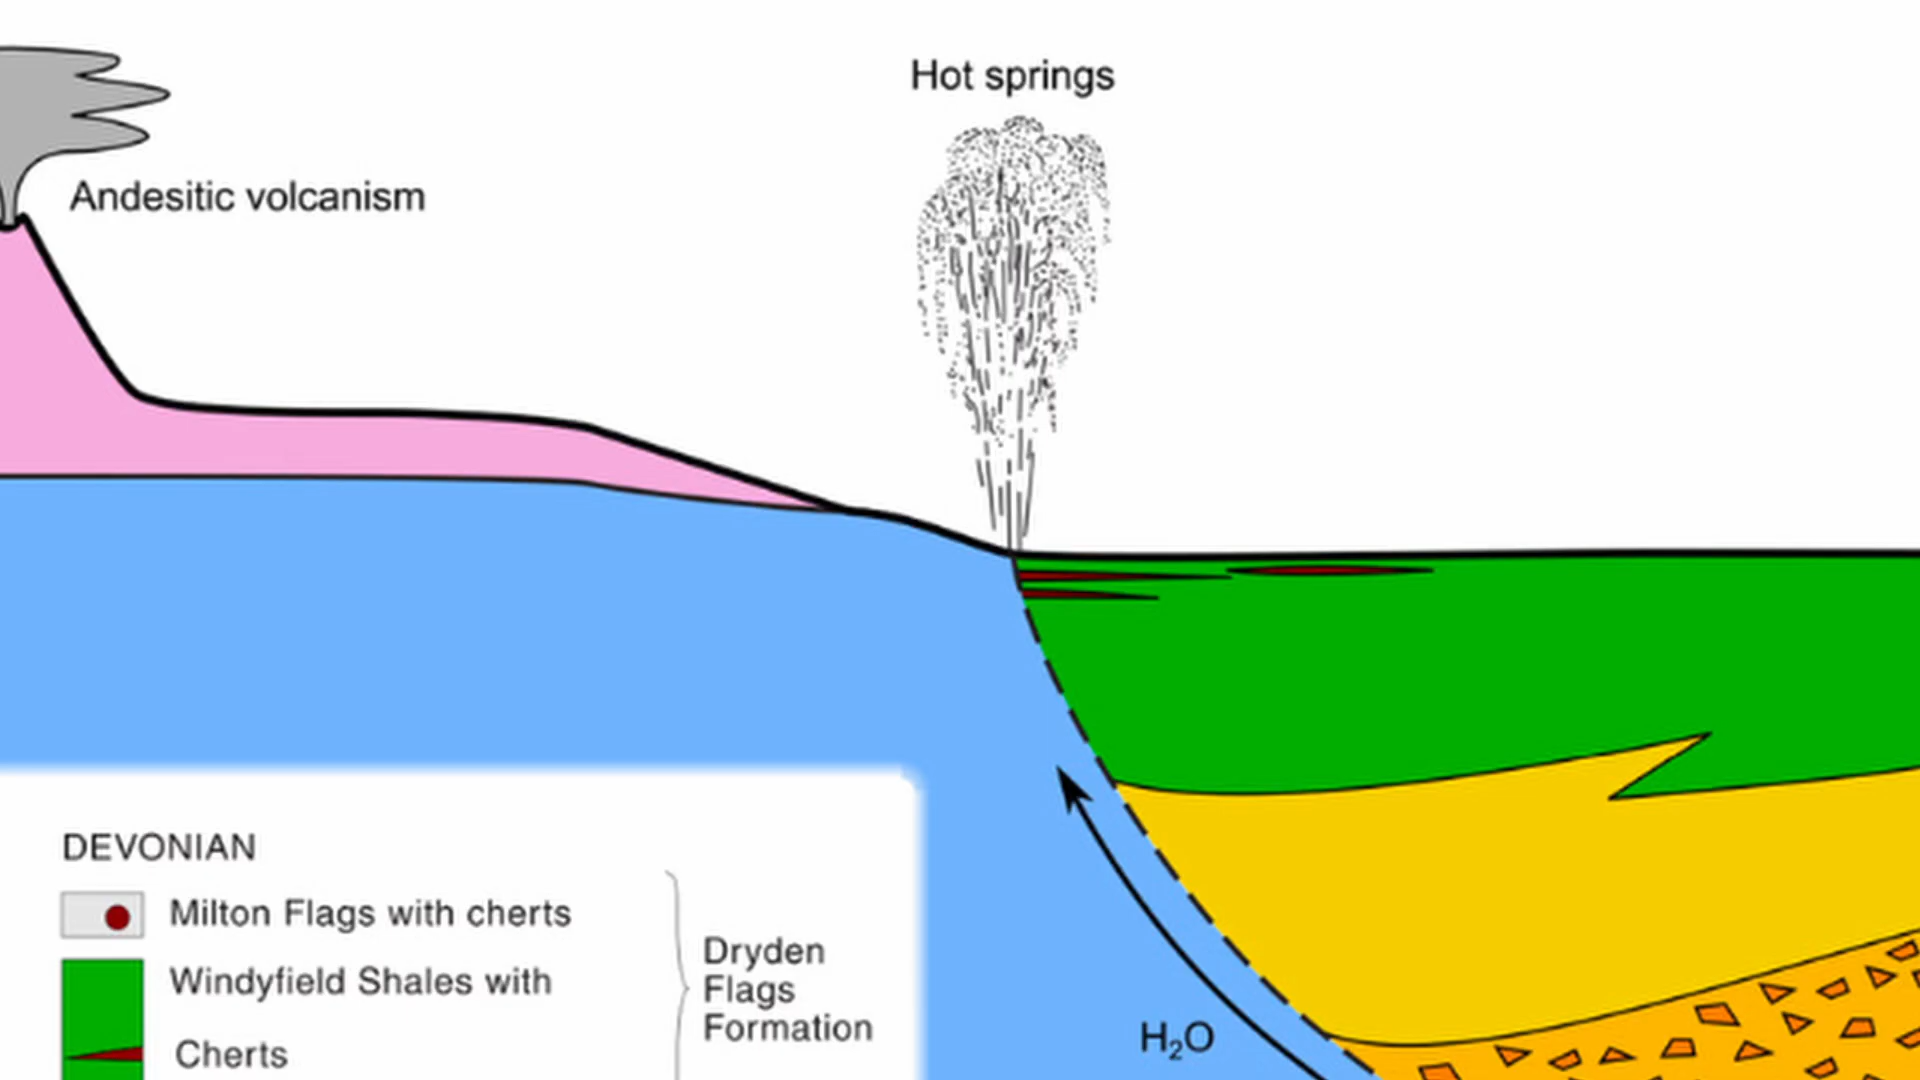 Hot springs
Andesitic volcanism
DEVONIAN
Milton Flags with cherts
Windyfield Shales with
Cherts
Dryden
Flags
Formation
H₂O